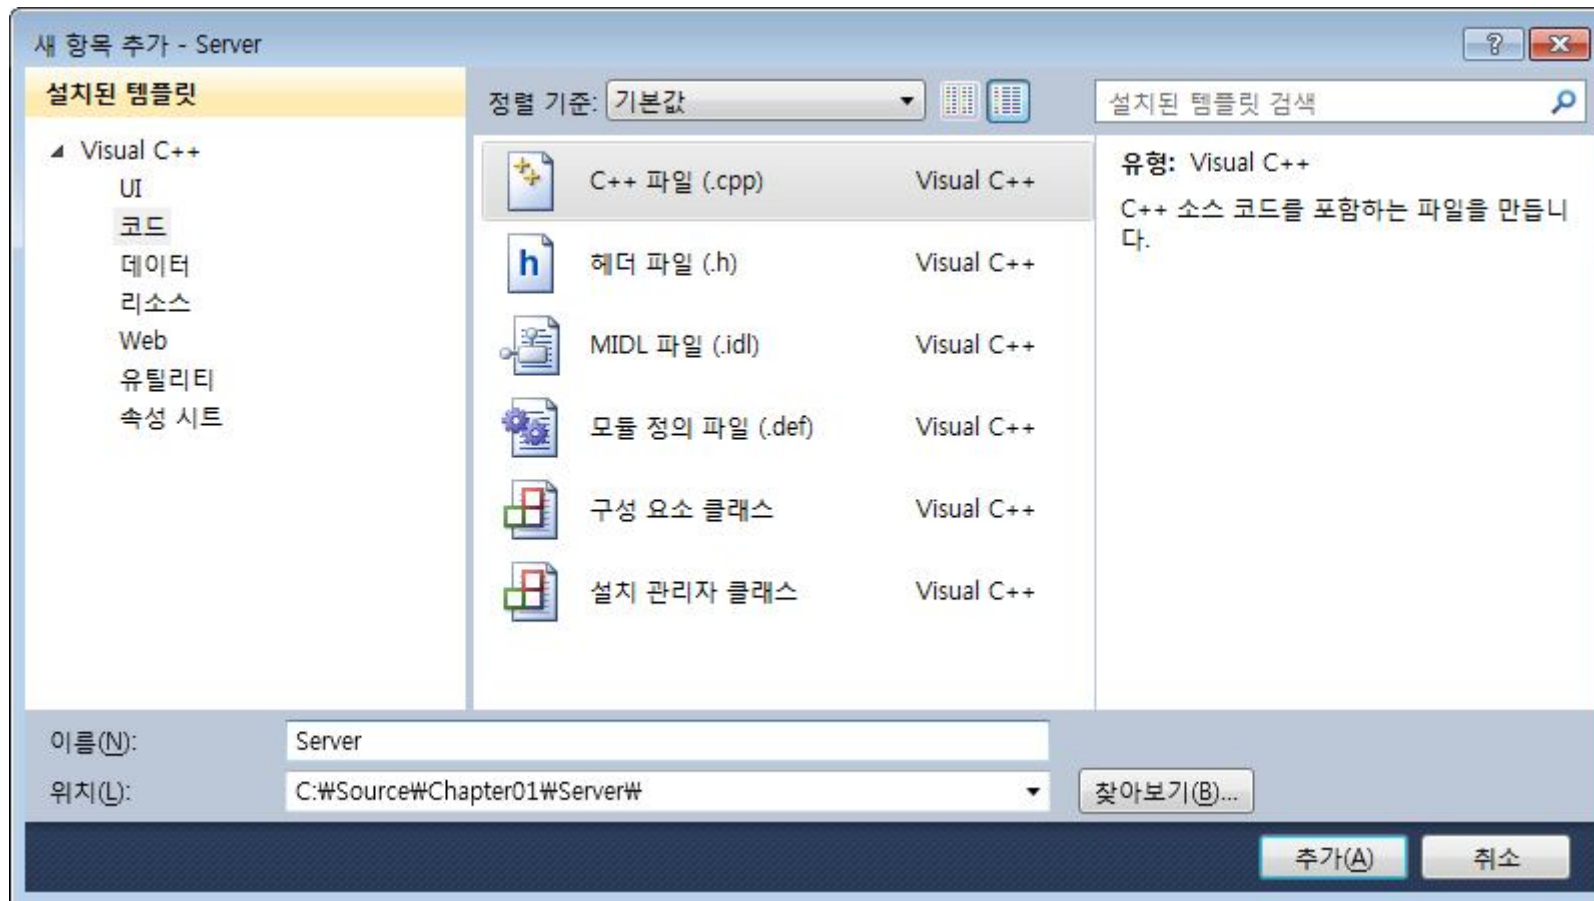 새 항목 추가 - Server
설치된 템플릿
정렬 기준: 기본값
설치된 템플릿 검색
Visual C++
UI
코드
데이터
리소스
Web
유틸리티
속성 시트
C++ 파일 (.cpp) Visual C++
헤더 파일 (.h) Visual C++
MIDL 파일 (.idl) Visual C++
모듈 정의 파일 (.def) Visual C++
구성 요소 클래스 Visual C++
설치 관리자 클래스 Visual C++
유형: Visual C++
C++ 소스 코드를 포함하는 파일을 만듭니
다.
이름(N): Server
위치(L): C:₩Source₩Chapter01₩Server₩ 찾아보기(B)...
추가(A) 취소